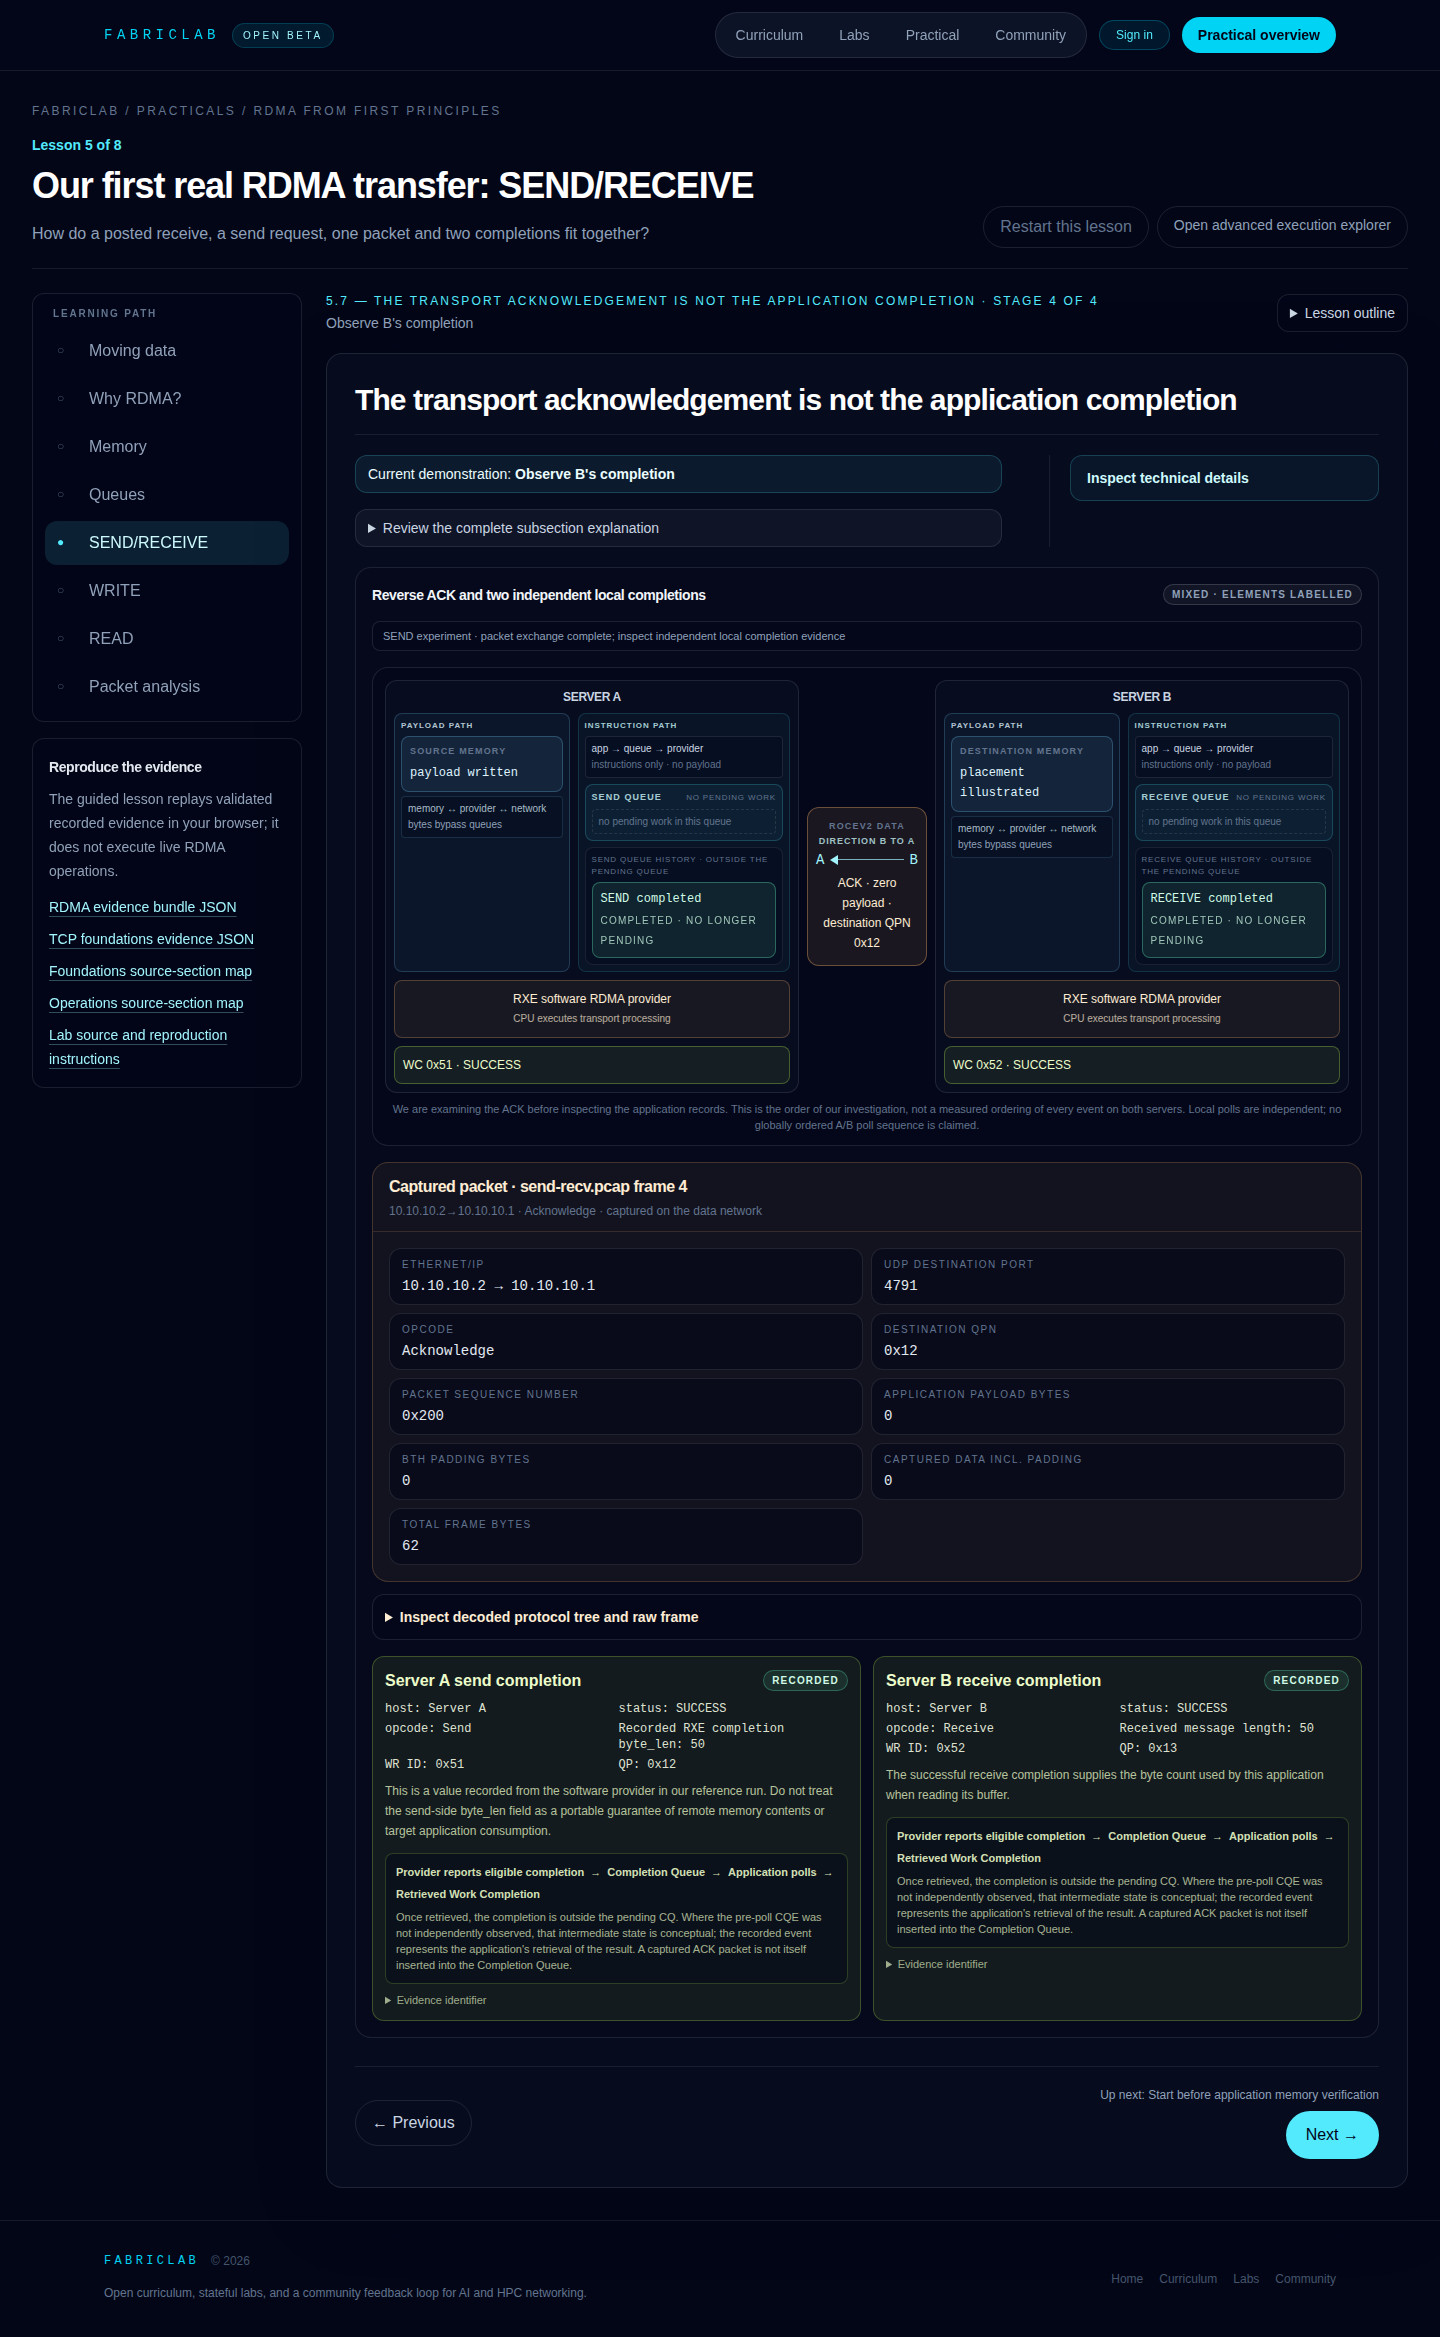 FABRICLAB
OPEN BETA
Curriculum
Labs
Practical
Community
Sign in
Practical overview
FABRICLAB / PRACTICALS / RDMA FROM FIRST PRINCIPLES
Lesson 5 of 8
Our first real RDMA transfer: SEND/RECEIVE
How do a posted receive, a send request, one packet and two completions fit together?
Restart this lesson
Open advanced execution explorer
LEARNING PATH
Moving data
Why RDMA?
Memory
Queues
SEND/RECEIVE
WRITE
READ
Packet analysis
Reproduce the evidence
The guided lesson replays validated
recorded evidence in your browser; it
does not execute live RDMA
operations.
RDMA evidence bundle JSON
TCP foundations evidence JSON
Foundations source-section map
Operations source-section map
Lab source and reproduction
instructions
5.7 — THE TRANSPORT ACKNOWLEDGEMENT IS NOT THE APPLICATION COMPLETION · STAGE 4 OF 4
Observe B's completion
▶ Lesson outline
The transport acknowledgement is not the application completion
Current demonstration: Observe B's completion
▶ Review the complete subsection explanation
Inspect technical details
Reverse ACK and two independent local completions
MIXED · ELEMENTS LABELLED
SEND experiment · packet exchange complete; inspect independent local completion evidence
SERVER A
PAYLOAD PATH
SOURCE MEMORY
payload written
memory ↔ provider ↔ network
bytes bypass queues
INSTRUCTION PATH
app → queue → provider
instructions only · no payload
SEND QUEUE
NO PENDING WORK
no pending work in this queue
SEND QUEUE HISTORY · OUTSIDE THE
PENDING QUEUE
SEND completed
COMPLETED · NO LONGER
PENDING
RXE software RDMA provider
CPU executes transport processing
WC 0x51 · SUCCESS
ROCEV2 DATA
DIRECTION B TO A
A ◀ B
ACK · zero
payload ·
destination QPN
0x12
SERVER B
PAYLOAD PATH
DESTINATION MEMORY
placement
illustrated
memory ↔ provider ↔ network
bytes bypass queues
INSTRUCTION PATH
app → queue → provider
instructions only · no payload
RECEIVE QUEUE
NO PENDING WORK
no pending work in this queue
RECEIVE QUEUE HISTORY · OUTSIDE
THE PENDING QUEUE
RECEIVE completed
COMPLETED · NO LONGER
PENDING
RXE software RDMA provider
CPU executes transport processing
WC 0x52 · SUCCESS
We are examining the ACK before inspecting the application records. This is the order of our investigation, not a measured ordering of every event on both servers. Local polls are independent; no
globally ordered A/B poll sequence is claimed.
Captured packet · send-recv.pcap frame 4
10.10.10.2→10.10.10.1 · Acknowledge · captured on the data network
ETHERNET/IP
10.10.10.2 → 10.10.10.1
UDP DESTINATION PORT
4791
OPCODE
Acknowledge
DESTINATION QPN
0x12
PACKET SEQUENCE NUMBER
0x200
APPLICATION PAYLOAD BYTES
0
BTH PADDING BYTES
0
CAPTURED DATA INCL. PADDING
0
TOTAL FRAME BYTES
62
▶ Inspect decoded protocol tree and raw frame
Server A send completion
RECORDED
host: Server A
status: SUCCESS
opcode: Send
Recorded RXE completion
byte_len: 50
WR ID: 0x51
QP: 0x12
This is a value recorded from the software provider in our reference run. Do not treat
the send-side byte_len field as a portable guarantee of remote memory contents or
target application consumption.
Provider reports eligible completion → Completion Queue → Application polls →
Retrieved Work Completion
Once retrieved, the completion is outside the pending CQ. Where the pre-poll CQE was
not independently observed, that intermediate state is conceptual; the recorded event
represents the application's retrieval of the result. A captured ACK packet is not itself
inserted into the Completion Queue.
▶ Evidence identifier
Server B receive completion
RECORDED
host: Server B
status: SUCCESS
opcode: Receive
Received message length: 50
WR ID: 0x52
QP: 0x13
The successful receive completion supplies the byte count used by this application
when reading its buffer.
Provider reports eligible completion → Completion Queue → Application polls →
Retrieved Work Completion
Once retrieved, the completion is outside the pending CQ. Where the pre-poll CQE was
not independently observed, that intermediate state is conceptual; the recorded event
represents the application's retrieval of the result. A captured ACK packet is not itself
inserted into the Completion Queue.
▶ Evidence identifier
← Previous
Up next: Start before application memory verification
Next →
FABRICLAB © 2026
Open curriculum, stateful labs, and a community feedback loop for AI and HPC networking.
Home
Curriculum
Labs
Community